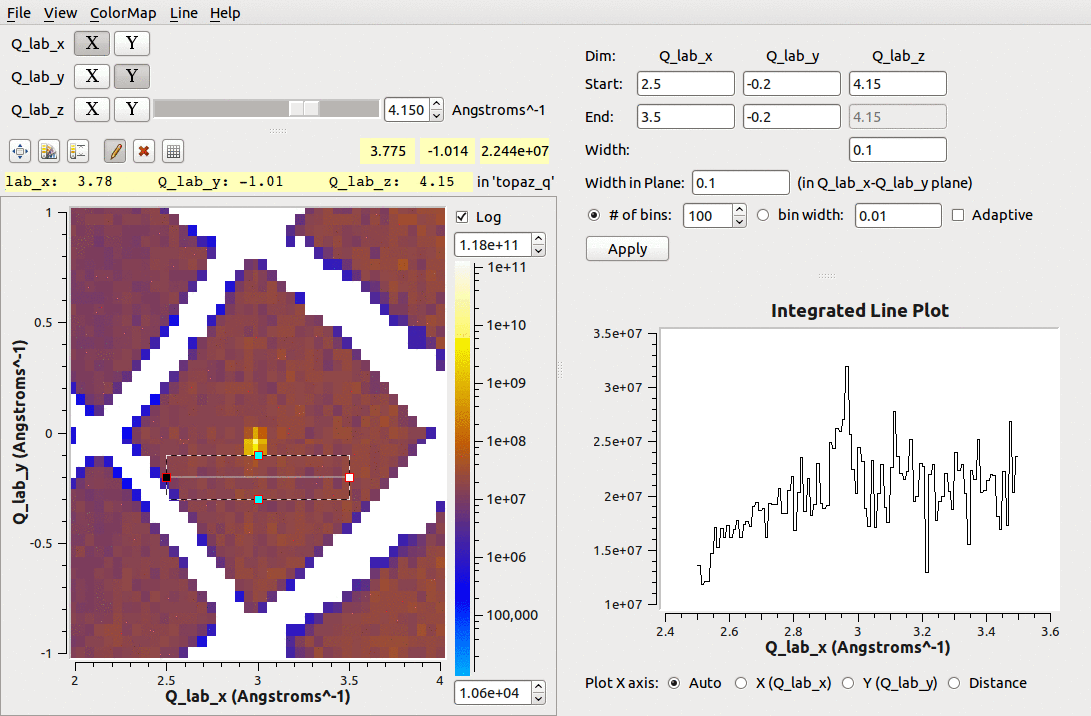 File View ColorMap Line Help
Q_lab_x X Y
Q_lab_y X Y
Q_lab_z X Y 4.150 Angstroms^-1
3.775 -1.014 2.244e+07
lab_x: 3.78 Q_lab_y: -1.01 Q_lab_z: 4.15 in 'topaz_q'
Log
1.18e+11
1e+11
1e+10
1e+09
1e+08
1e+07
1e+06
100,000
1.06e+04
1
0.5
0
-0.5
-1
Q_lab_y (Angstroms^-1)
2 2.5 3 3.5 4
Q_lab_x (Angstroms^-1)
Dim: Q_lab_x Q_lab_y Q_lab_z
Start: 2.5 -0.2 4.15
End: 3.5 -0.2 4.15
Width: 0.1
Width in Plane: 0.1 (in Q_lab_x-Q_lab_y plane)
# of bins: 100 bin width: 0.01 Adaptive
Apply
Integrated Line Plot
3.5e+07
3e+07
2.5e+07
2e+07
1.5e+07
1e+07
2.4 2.6 2.8 3 3.2 3.4 3.6
Q_lab_x (Angstroms^-1)
Plot X axis: Auto X (Q_lab_x) Y (Q_lab_y) Distance